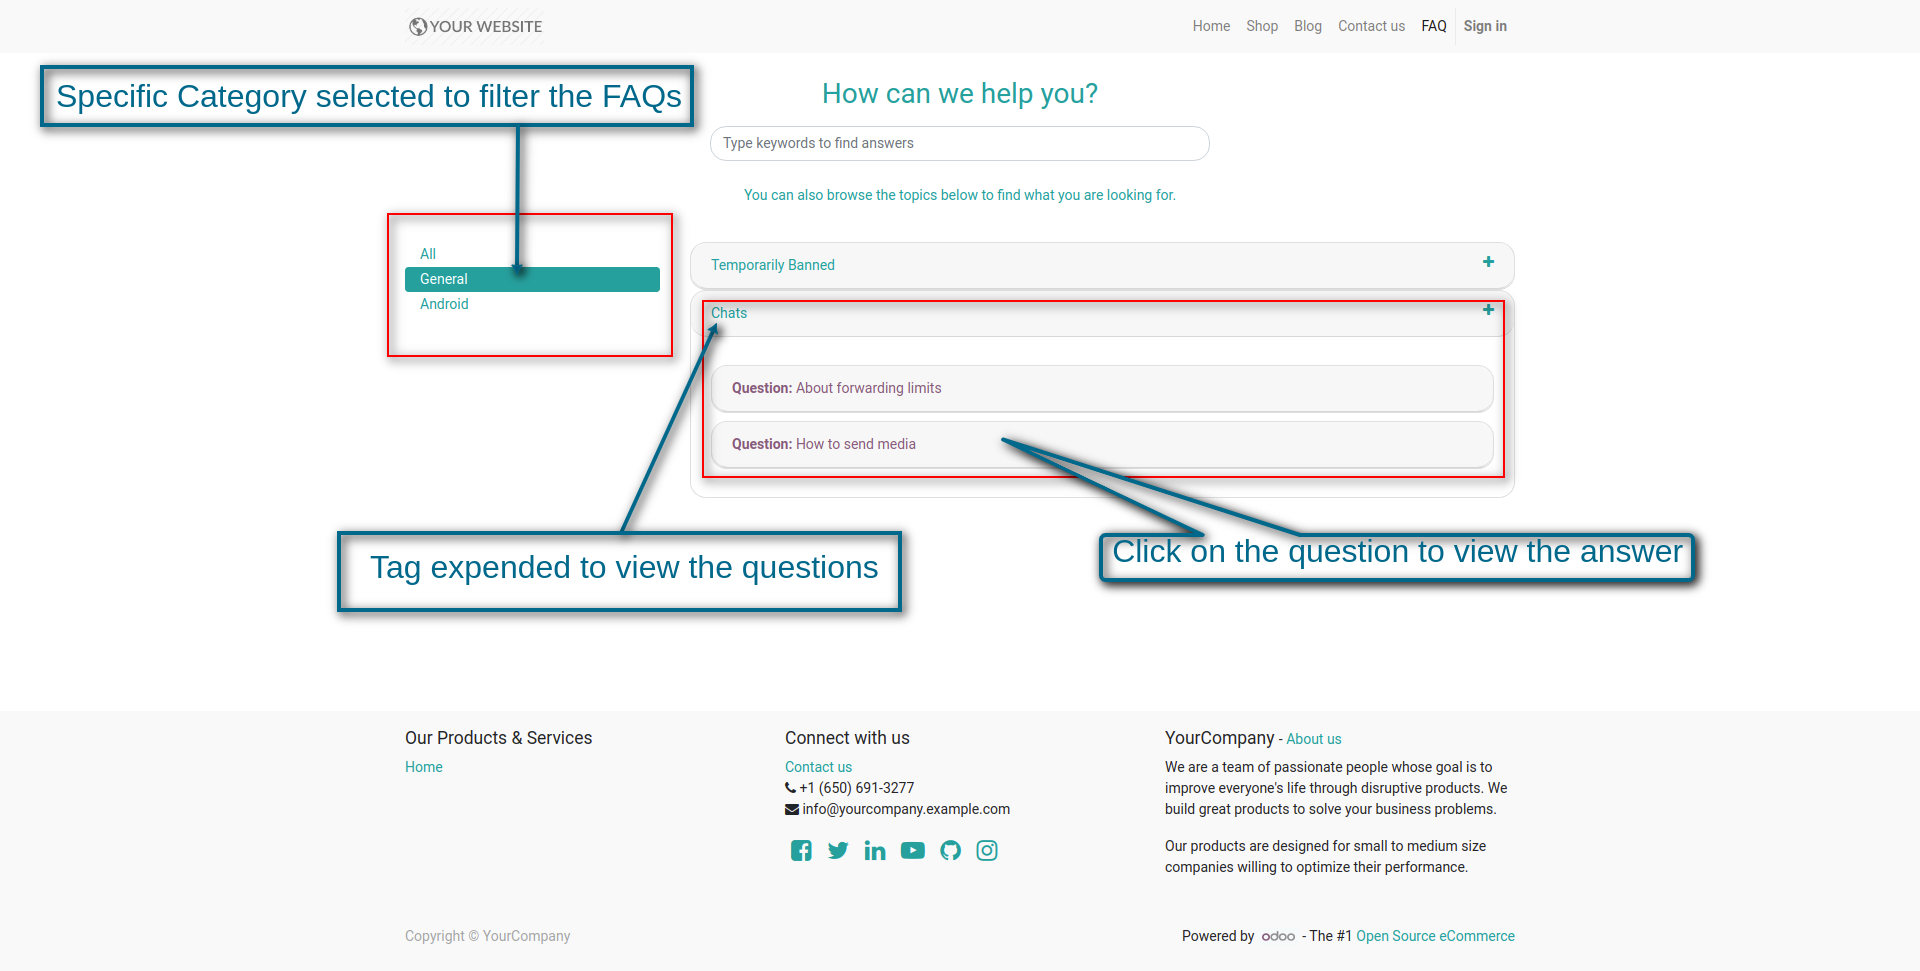 YOUR WEBSITE
Home Shop Blog Contact us FAQ Sign in
Specific Category selected to filter the FAQs
How can we help you?
Type keywords to find answers
You can also browse the topics below to find what you are looking for.
All
General
Android
Temporarily Banned
Chats
Question: About forwarding limits
Question: How to send media
Tag expended to view the questions
Click on the question to view the answer
Our Products & Services
Home
Connect with us
Contact us
+1 (650) 691-3277
info@yourcompany.example.com
YourCompany - About us
We are a team of passionate people whose goal is to
improve everyone's life through disruptive products. We
build great products to solve your business problems.
Our products are designed for small to medium size
companies willing to optimize their performance.
Copyright © YourCompany
Powered by odoo - The #1 Open Source eCommerce